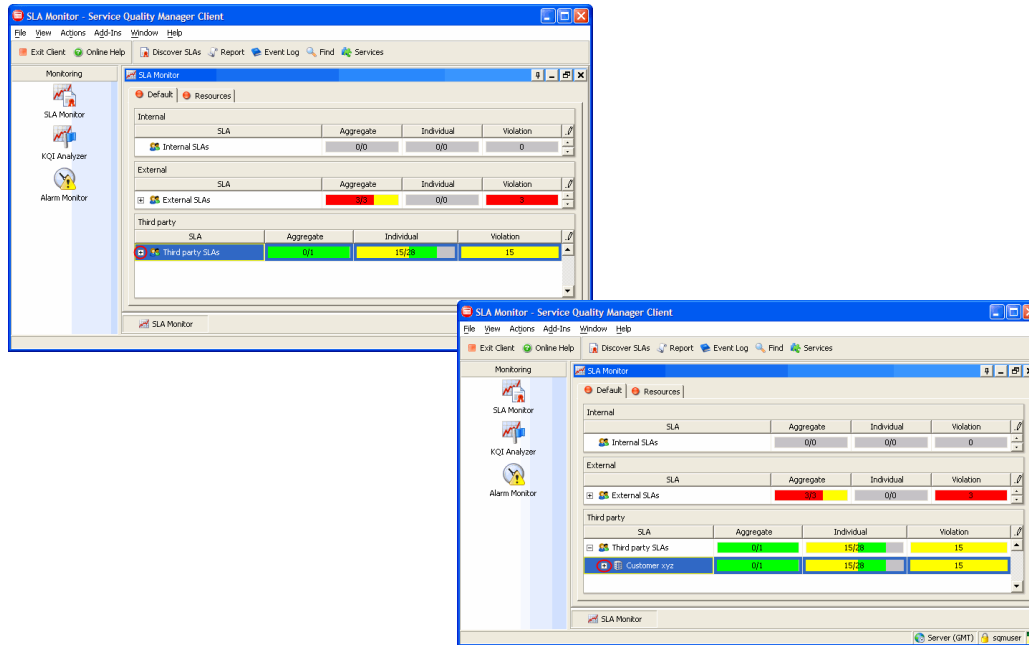 SLA Monitor - Service Quality Manager Client
File View Actions Add-Ins Window Help
Exit Client Online Help Discover SLAs Report Event Log Find Services
Monitoring
SLA Monitor
KQI Analyzer
Alarm Monitor
SLA Monitor
Default Resources
Internal
SLA Aggregate Individual Violation
Internal SLAs 0/0 0/0 0
External
SLA Aggregate Individual Violation
External SLAs 3/3 0/0 3
Third party
SLA Aggregate Individual Violation
Third party SLAs 0/1 15/28 15
SLA Monitor
SLA Monitor - Service Quality Manager Client
File View Actions Add-Ins Window Help
Exit Client Online Help Discover SLAs Report Event Log Find Services
Monitoring
SLA Monitor
KQI Analyzer
Alarm Monitor
SLA Monitor
Default Resources
Internal
SLA Aggregate Individual Violation
Internal SLAs 0/0 0/0 0
External
SLA Aggregate Individual Violation
External SLAs 3/3 0/0 3
Third party
SLA Aggregate Individual Violation
Third party SLAs 0/1 15/28 15
Customer xyz 0/1 15/28 15
SLA Monitor
Server (GMT) sqmuser